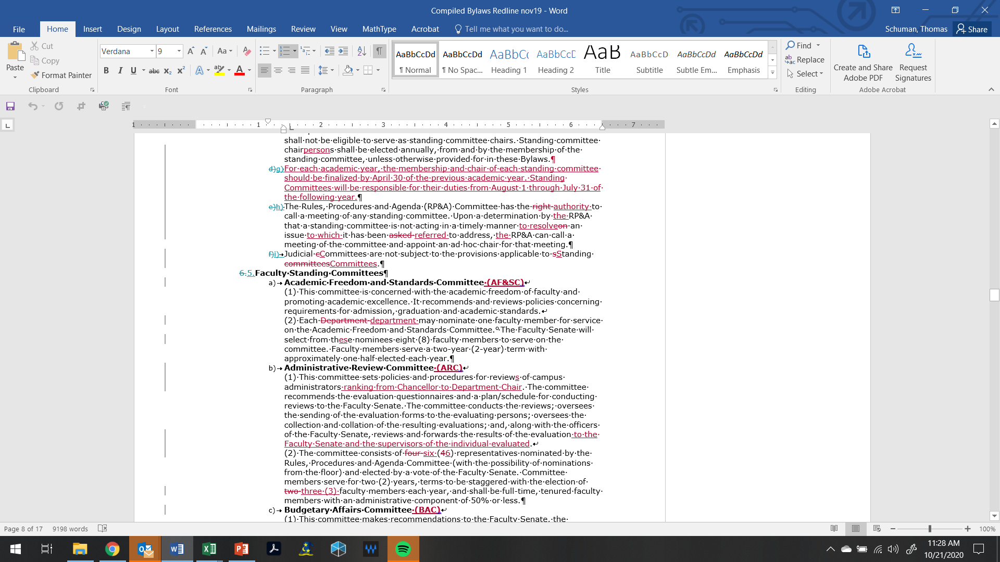 Compiled Bylaws Redline nov19 - Word
File Home Insert Design Layout References Mailings Review View MathType Acrobat Tell me what you want to do... Schuman, Thomas Share
Paste Cut Copy Format Painter
Verdana 9 Aa
B I U abc X₂ X² A A
AaBbCcDd AaBbCcDd AaBbCc AaBbCcD AaB AaBbCcD AaBbCcDd AaBbCcDd
¶ Normal ¶ No Spac... Heading 1 Heading 2 Title Subtitle Subtle Em... Emphasis
Find Replace Select
Create and Share Adobe PDF Request Signatures
Clipboard Font Paragraph Styles Editing Adobe Acrobat
1 1 2 3 4 5 6 7
shall not be eligible to serve as standing committee chairs. Standing committee
chairpersons shall be elected annually, from and by the membership of the
standing committee, unless otherwise provided for in these Bylaws.¶
d)g) For each academic year, the membership and chair of each standing committee
should be finalized by April 30 of the previous academic year. Standing
Committees will be responsible for their duties from August 1 through July 31 of
the following year.¶
e)h) The Rules, Procedures and Agenda (RP&A) Committee has the right authority to
call a meeting of any standing committee. Upon a determination by the RP&A
that a standing committee is not acting in a timely manner to resolveon an
issue to which it has been asked referred to address, the RP&A can call a
meeting of the committee and appoint an ad hoc chair for that meeting.¶
f)i) Judicial cCommittees are not subject to the provisions applicable to sStanding
committeesCommittees.¶
6.5. Faculty Standing Committees¶
a) Academic Freedom and Standards Committee (AF&SC)
(1) This committee is concerned with the academic freedom of faculty and
promoting academic excellence. It recommends and reviews policies concerning
requirements for admission, graduation and academic standards.
(2) Each Department department may nominate one faculty member for service
on the Academic Freedom and Standards Committee. The Faculty Senate will
select from these nominees eight (8) faculty members to serve on the
committee. Faculty members serve a two-year (2-year) term with
approximately one half elected each year.¶
b) Administrative Review Committee (ARC)
(1) This committee sets policies and procedures for reviews of campus
administrators ranking from Chancellor to Department Chair. The committee
recommends the evaluation questionnaires and a plan/schedule for conducting
reviews to the Faculty Senate. The committee conducts the reviews; oversees
the sending of the evaluation forms to the evaluating persons; oversees the
collection and collation of the resulting evaluations; and, along with the officers
of the Faculty Senate, reviews and forwards the results of the evaluation to the
Faculty Senate and the supervisors of the individual evaluated.
(2) The committee consists of four six (46) representatives nominated by the
Rules, Procedures and Agenda Committee (with the possibility of nominations
from the floor) and elected by a vote of the Faculty Senate. Committee
members serve for two (2) years, terms to be staggered with the election of
two three (3) faculty members each year, and shall be full-time, tenured faculty
members with an administrative component of 50% or less.¶
c) Budgetary Affairs Committee (BAC)
(1) This committee makes recommendations to the Faculty Senate, the
Page 8 of 17 9198 words 100%
11:28 AM
10/21/2020